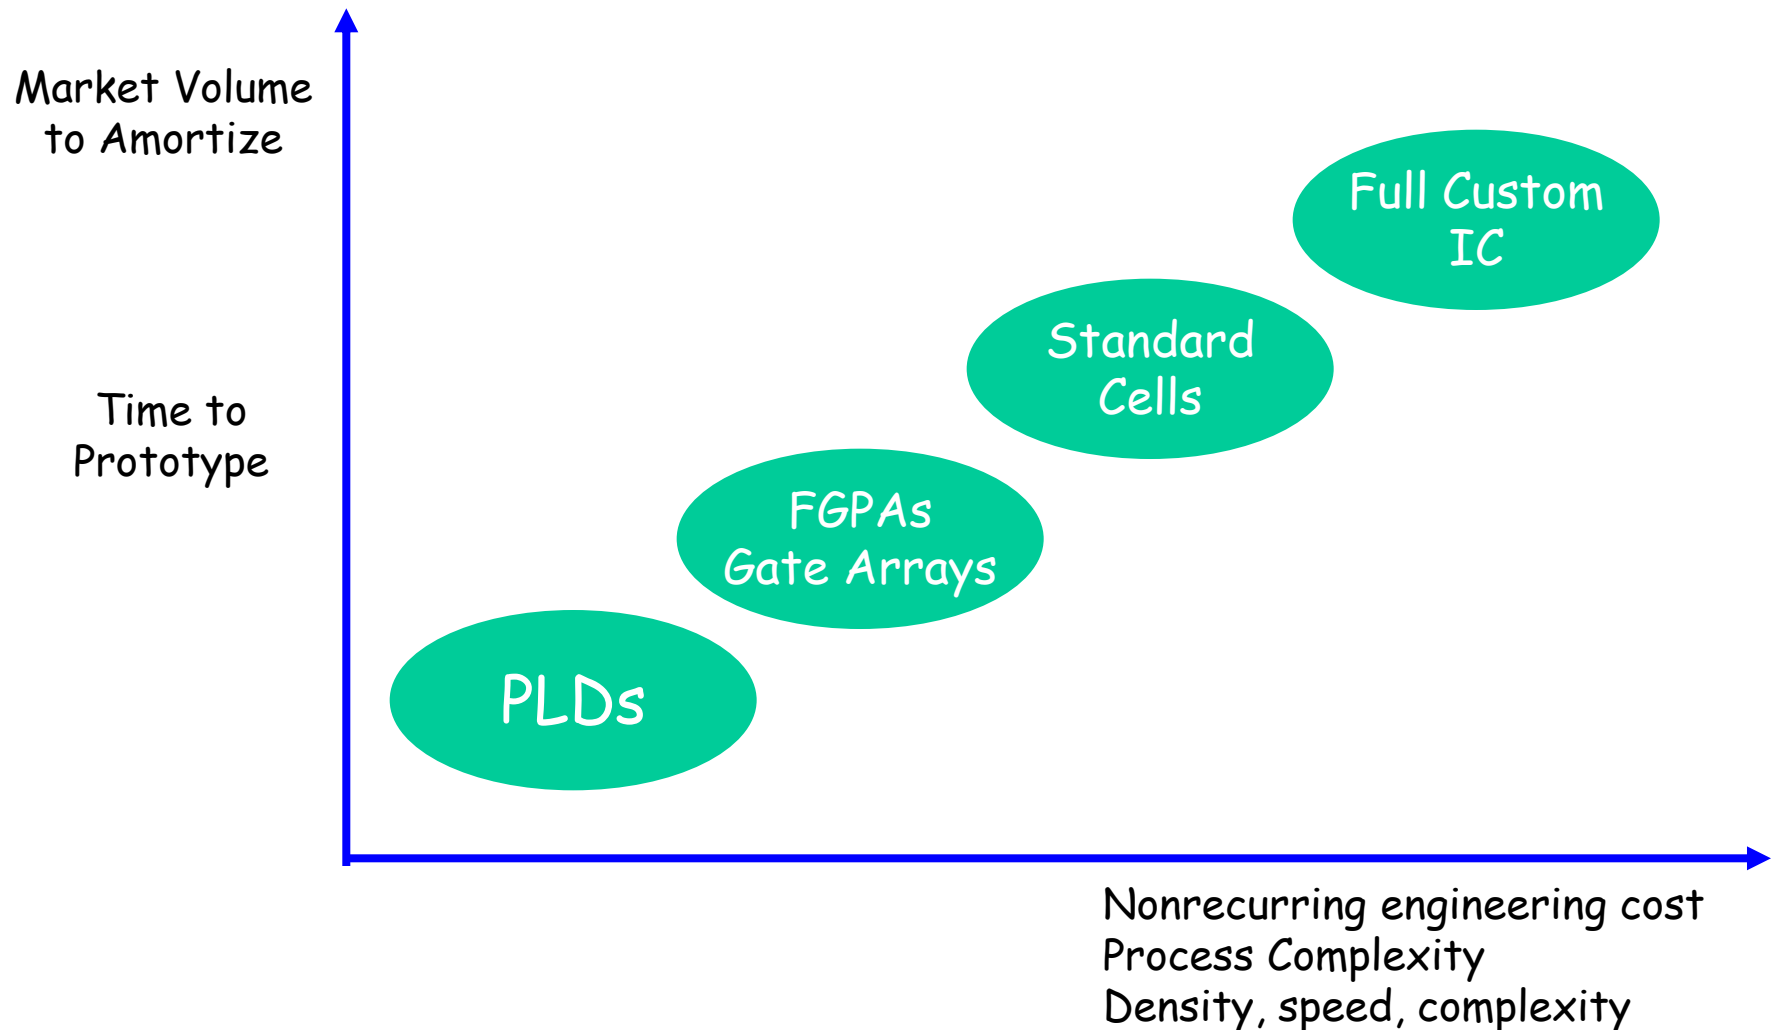 Market Volume
to Amortize
Full Custom
IC
Standard
Cells
Time to
Prototype
FGPAs
Gate Arrays
PLDs
Nonrecurring engineering cost
Process Complexity
Density, speed, complexity